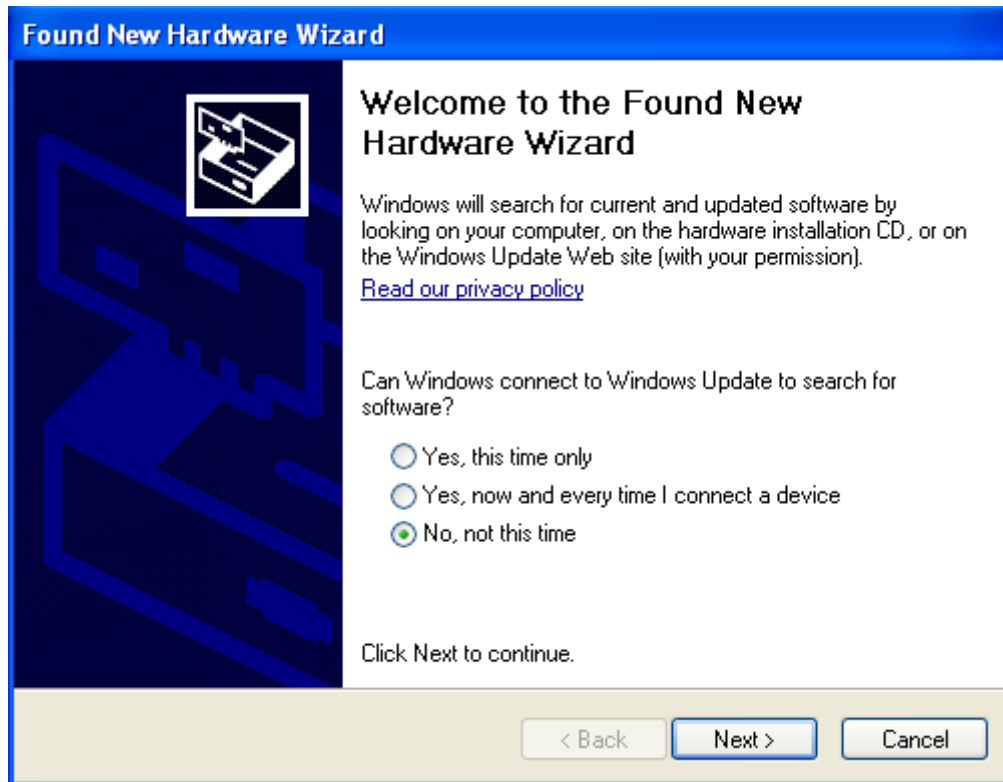 Found New Hardware Wizard
Welcome to the Found New
Hardware Wizard
Windows will search for current and updated software by
looking on your computer, on the hardware installation CD, or on
the Windows Update Web site (with your permission).
Read our privacy policy
Can Windows connect to Windows Update to search for
software?
Yes, this time only
Yes, now and every time I connect a device
No, not this time
Click Next to continue.
< Back Next > Cancel